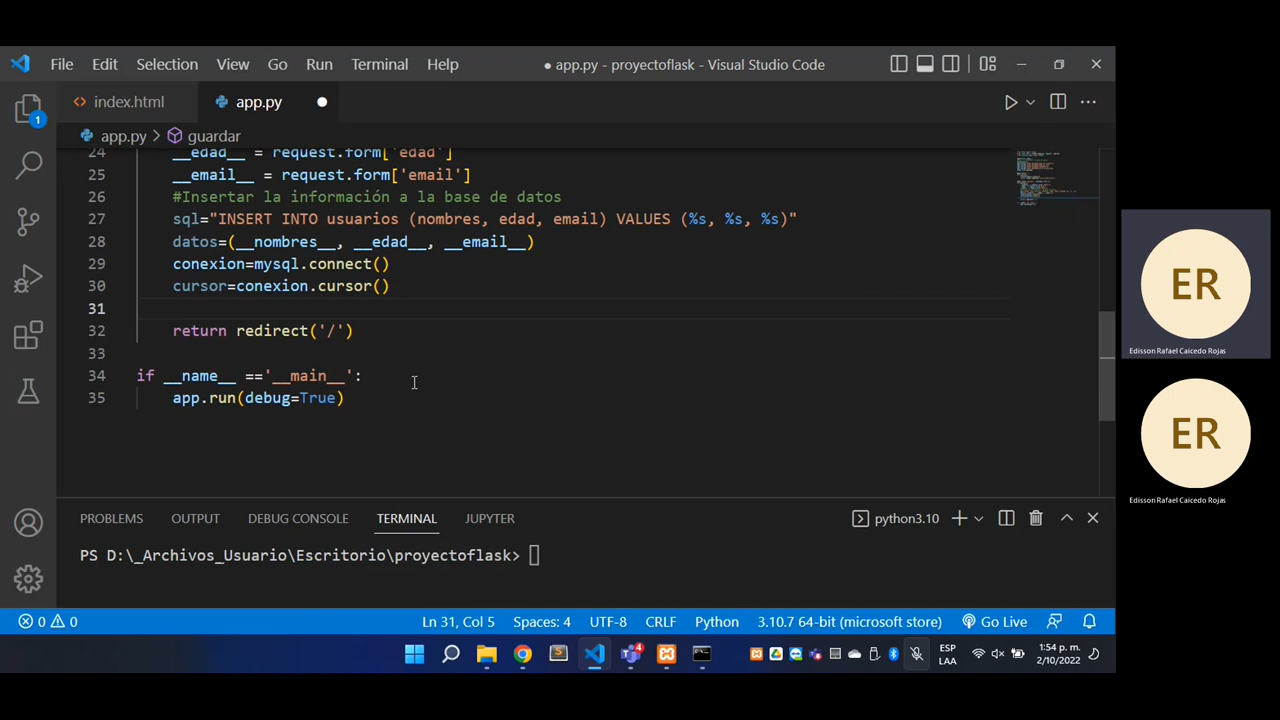 File Edit Selection View Go Run Terminal Help
● app.py - proyectoflask - Visual Studio Code
index.html
app.py
app.py > guardar
24 __edad__ = request.form['edad']
25 __email__ = request.form['email']
26 #Insertar la información a la base de datos
27 sql="INSERT INTO usuarios (nombres, edad, email) VALUES (%s, %s, %s)"
28 datos=(__nombres__, __edad__, __email__)
29 conexion=mysql.connect()
30 cursor=conexion.cursor()
31
32 return redirect('/')
33
34 if __name__ =='__main__':
35 app.run(debug=True)
1
ER
Edisson Rafael Caicedo Rojas
ER
Edisson Rafael Caicedo Rojas
PROBLEMS OUTPUT DEBUG CONSOLE TERMINAL JUPYTER
python3.10
PS D:\_Archivos_Usuario\Escritorio\proyectoflask>
0 0
Ln 31, Col 5 Spaces: 4 UTF-8 CRLF Python 3.10.7 64-bit (microsoft store) Go Live
4
ESP
LAA
1:54 p. m.
2/10/2022